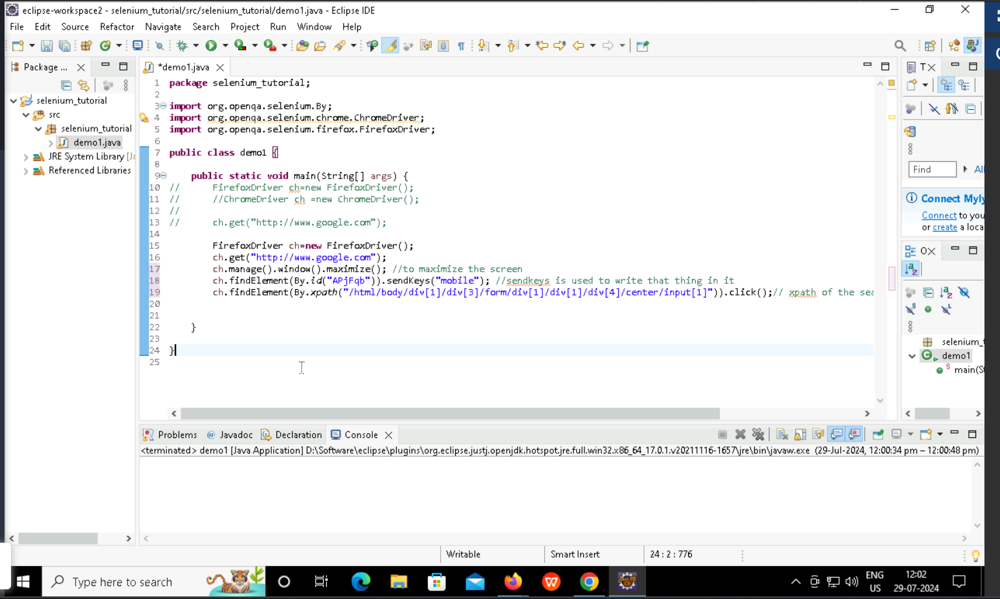 eclipse-workspace2 - selenium_tutorial/src/selenium_tutorial/demo1.java - Eclipse IDE
File Edit Source Refactor Navigate Search Project Run Window Help
Package ...
*demo1.java
selenium_tutorial
src
selenium_tutorial
demo1.java
JRE System Library [Ja
Referenced Libraries
1 package selenium_tutorial;
2
3 import org.openqa.selenium.By;
4 import org.openqa.selenium.chrome.ChromeDriver;
5 import org.openqa.selenium.firefox.FirefoxDriver;
6
7 public class demo1 {
8
9 public static void main(String[] args) {
10 // FirefoxDriver ch=new FirefoxDriver();
11 // //ChromeDriver ch =new ChromeDriver();
12 //
13 // ch.get("http://www.google.com");
14
15 FirefoxDriver ch=new FirefoxDriver();
16 ch.get("http://www.google.com");
17 ch.manage().window().maximize(); //to maximize the screen
18 ch.findElement(By.id("APjFqb")).sendKeys("mobile"); //sendkeys is used to write that thing in it
19 ch.findElement(By.xpath("/html/body/div[1]/div[3]/form/div[1]/div[1]/div[4]/center/input[1]")).click();// xpath of the sea
20
21
22 }
23
24 }
25
T
Find
All
Connect Myly
Connect to you
or create a loca
O
selenium_t
demo1
main(S
Problems @ Javadoc Declaration Console
<terminated> demo1 [Java Application] D:\Software\eclipse\plugins\org.eclipse.justj.openjdk.hotspot.jre.full.win32.x86_64_17.0.1.v20211116-1657\jre\bin\javaw.exe (29-Jul-2024, 12:00:34 pm – 12:00:48 pm)
Writable Smart Insert 24 : 2 : 776
Type here to search
ENG
US
12:02
29-07-2024